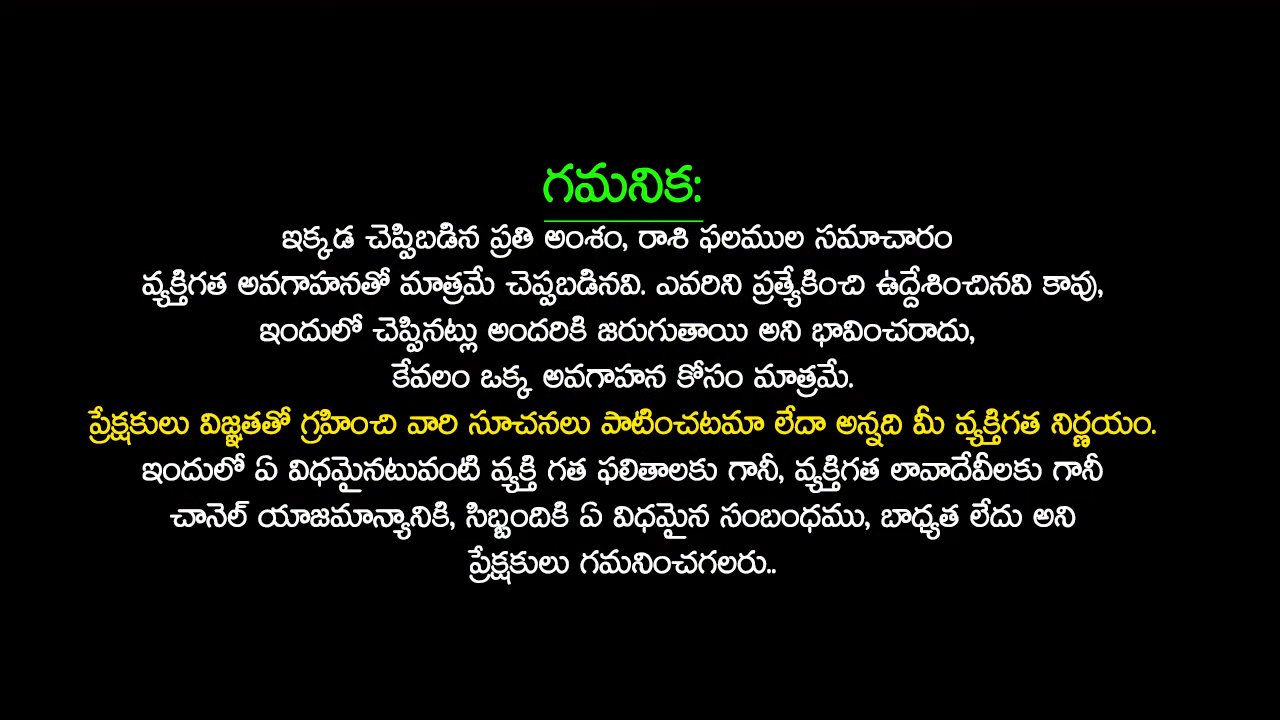 గమనిక:
ఇక్కడ చెప్పిబడిన ప్రతి అంశం, రాశి ఫలముల సమాచారం
వ్యక్తిగత అవగాహనతో మాత్రమే చెప్పబడినవి. ఎవరిని ప్రత్యేకించి ఉద్దేశించినవి కావు,
ఇందులో చెప్పినట్లు అందరికి జరుగుతాయి అని భావించరాదు,
కేవలం ఒక్క అవగాహన కోసం మాత్రమే.
ప్రేక్షకులు విజ్ఞతతో గ్రహించి వారి సూచనలు పాటించటమా లేదా అన్నది మీ వ్యక్తిగత నిర్ణయం.
ఇందులో ఏ విధమైనటువంటి వ్యక్తి గత ఫలితాలకు గానీ, వ్యక్తిగత లావాదేవీలకు గానీ
చానెల్ యాజమాన్యానికి, సిబ్బందికి ఏ విధమైన సంబంధము, బాధ్యత లేదు అని
ప్రేక్షకులు గమనించగలరు..